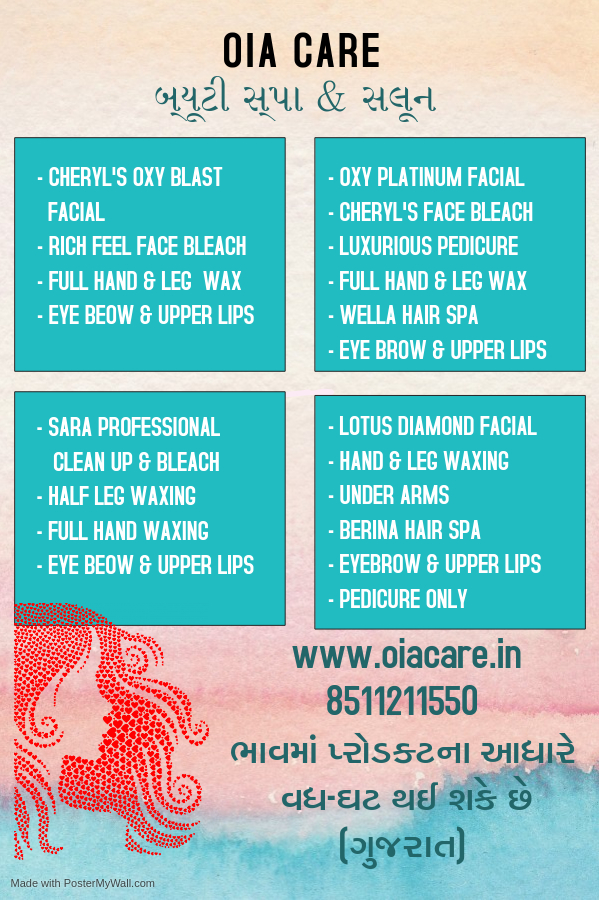 OIA CARE
બ્યૂટી સ્પા & સલૂન
- CHERYL'S OXY BLAST
FACIAL
- RICH FEEL FACE BLEACH
- FULL HAND & LEG WAX
- EYE BEOW & UPPER LIPS
- OXY PLATINUM FACIAL
- CHERYL'S FACE BLEACH
- LUXURIOUS PEDICURE
- FULL HAND & LEG WAX
- WELLA HAIR SPA
- EYE BROW & UPPER LIPS
- SARA PROFESSIONAL
CLEAN UP & BLEACH
- HALF LEG WAXING
- FULL HAND WAXING
- EYE BEOW & UPPER LIPS
- LOTUS DIAMOND FACIAL
- HAND & LEG WAXING
- UNDER ARMS
- BERINA HAIR SPA
- EYEBROW & UPPER LIPS
- PEDICURE ONLY
www.oiacare.in
8511211550
ભાવમાં પ્રોડક્ટના આધારે
વધ-ઘટ થઈ શકે છે
(ગુજરાત)
Made with PosterMyWall.com